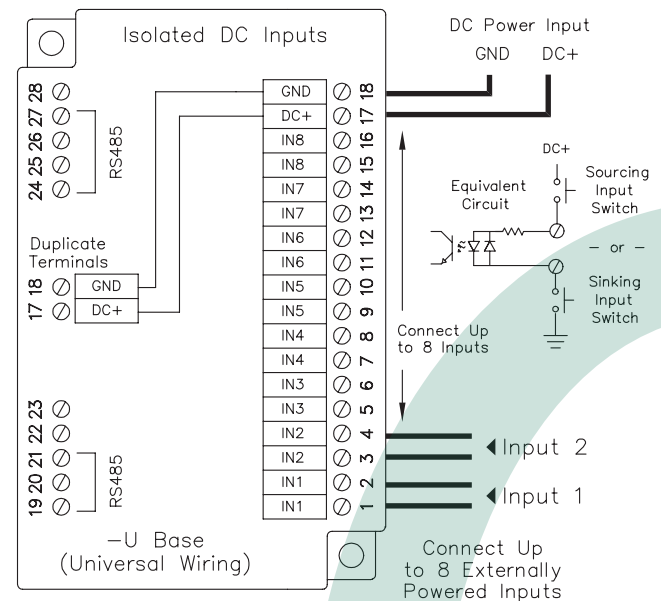 Isolated DC Inputs
DC Power Input
GND DC+
28
27
26
25
24
RS485
GND 18
DC+ 17
IN8 16
IN8 15
IN7 14
IN7 13
IN6 12
IN6 11
IN5 10
IN5 9
IN4 8
IN4 7
IN3 6
IN3 5
IN2 4
IN2 3
IN1 2
IN1 1
Duplicate
Terminals
18 GND
17 DC+
23
22
21
20
19
RS485
-U Base
(Universal Wiring)
DC+
Equivalent
Circuit
Sourcing
Input
Switch
- or -
Sinking
Input
Switch
Connect Up
to 8 Inputs
Input 2
Input 1
Connect Up
to 8 Externally
Powered Inputs